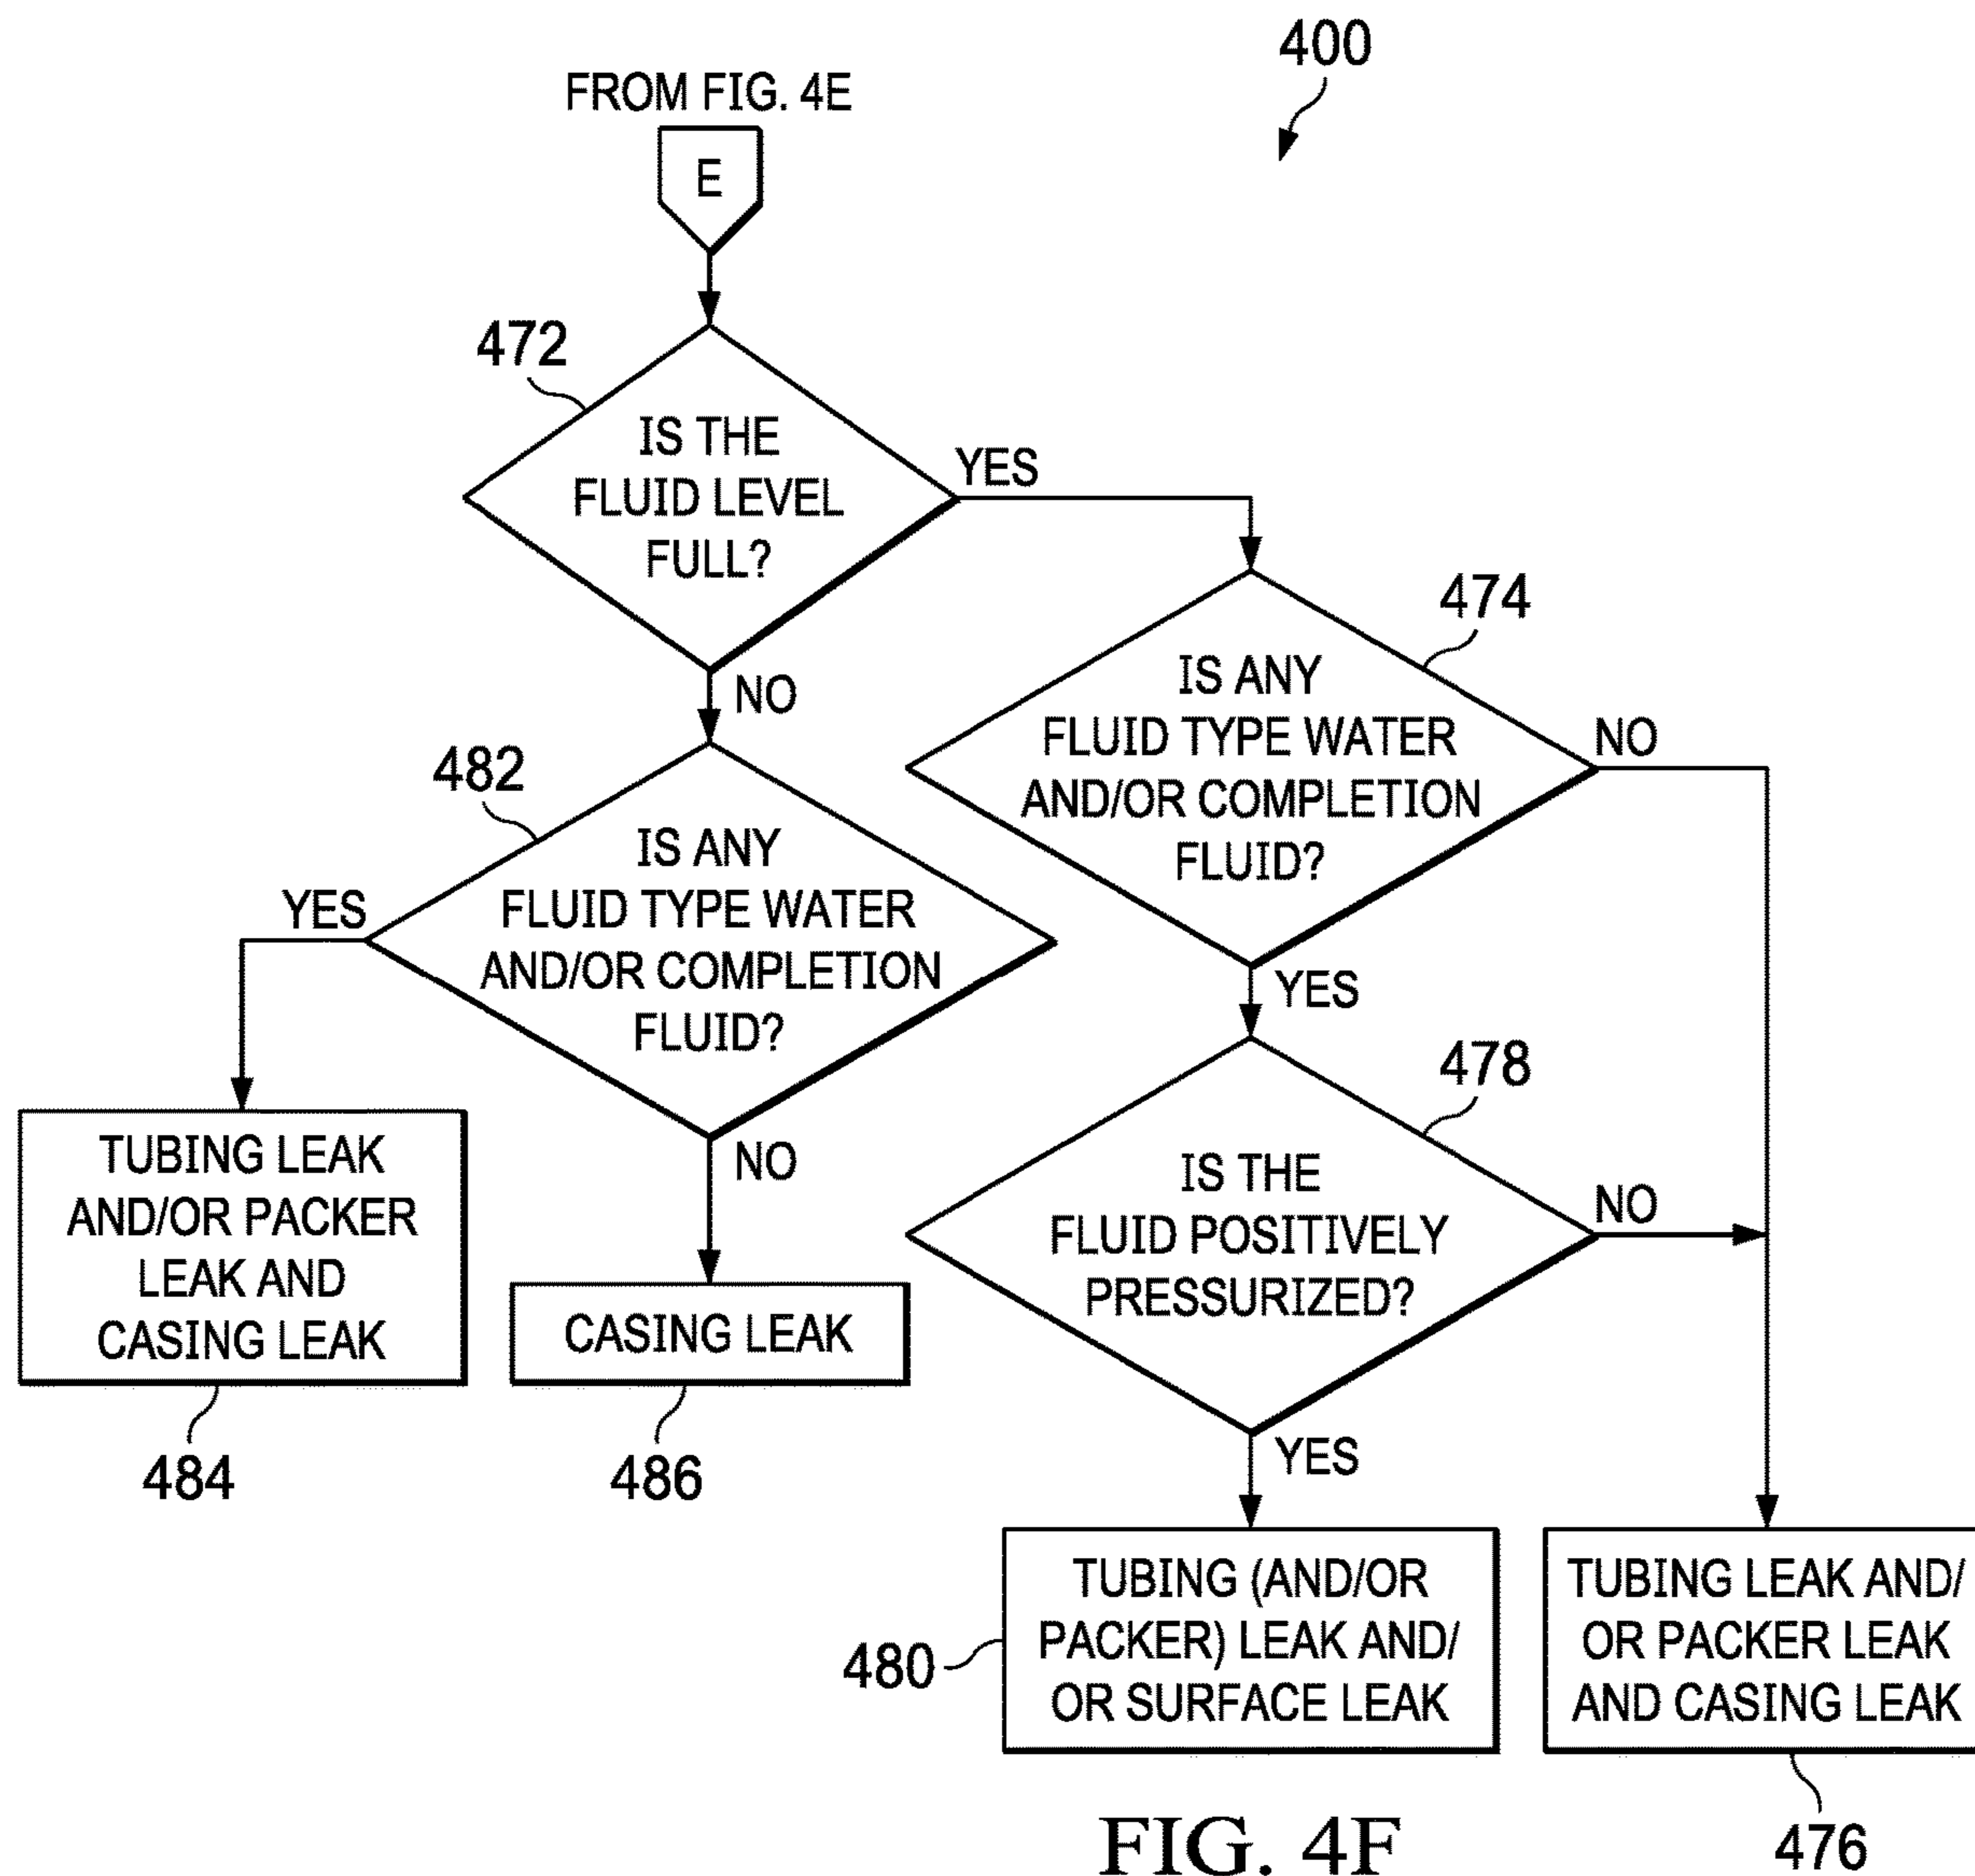 400
FROM FIG. 4E
E
472
IS THE
FLUID LEVEL
FULL?
YES
NO
474
IS ANY
FLUID TYPE WATER
AND/OR COMPLETION
FLUID?
NO
YES
482
IS ANY
FLUID TYPE WATER
AND/OR COMPLETION
FLUID?
YES
NO
478
IS THE
FLUID POSITIVELY
PRESSURIZED?
NO
YES
TUBING LEAK
AND/OR PACKER
LEAK AND
CASING LEAK
484
CASING LEAK
486
TUBING (AND/OR
PACKER) LEAK AND/
OR SURFACE LEAK
480
TUBING LEAK AND/
OR PACKER LEAK
AND CASING LEAK
476
FIG. 4F